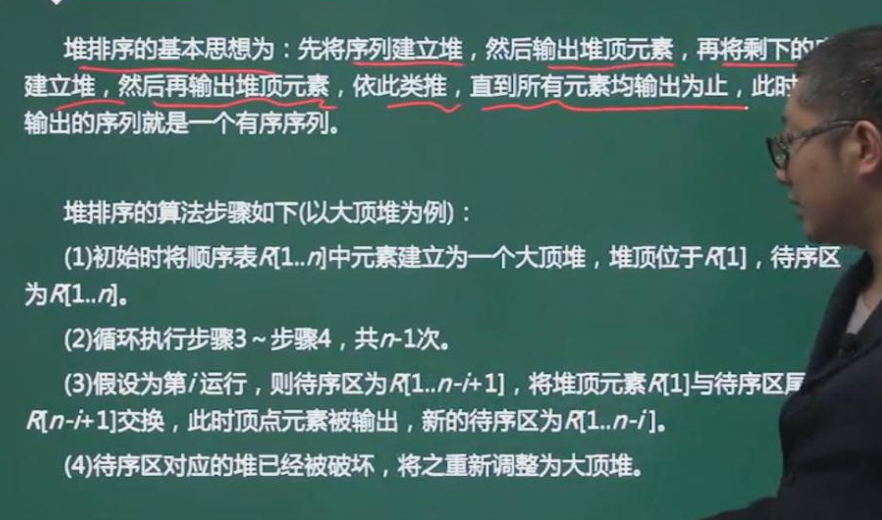 堆排序的基本思想为：先将序列建立堆，然后输出堆顶元素，再将剩下的
建立堆，然后再输出堆顶元素，依此类推，直到所有元素均输出为止，此时
输出的序列就是一个有序序列。
堆排序的算法步骤如下(以大顶堆为例)：
(1)初始时将顺序表R[1..n]中元素建立为一个大顶堆，堆顶位于R[1]，待序区
为R[1..n]。
(2)循环执行步骤3～步骤4，共n-1次。
(3)假设为第i运行，则待序区为R[1..n-i+1]，将堆顶元素R[1]与待序区
R[n-i+1]交换，此时顶点元素被输出，新的待序区为R[1..n-i]。
(4)待序区对应的堆已经被破坏，将之重新调整为大顶堆。